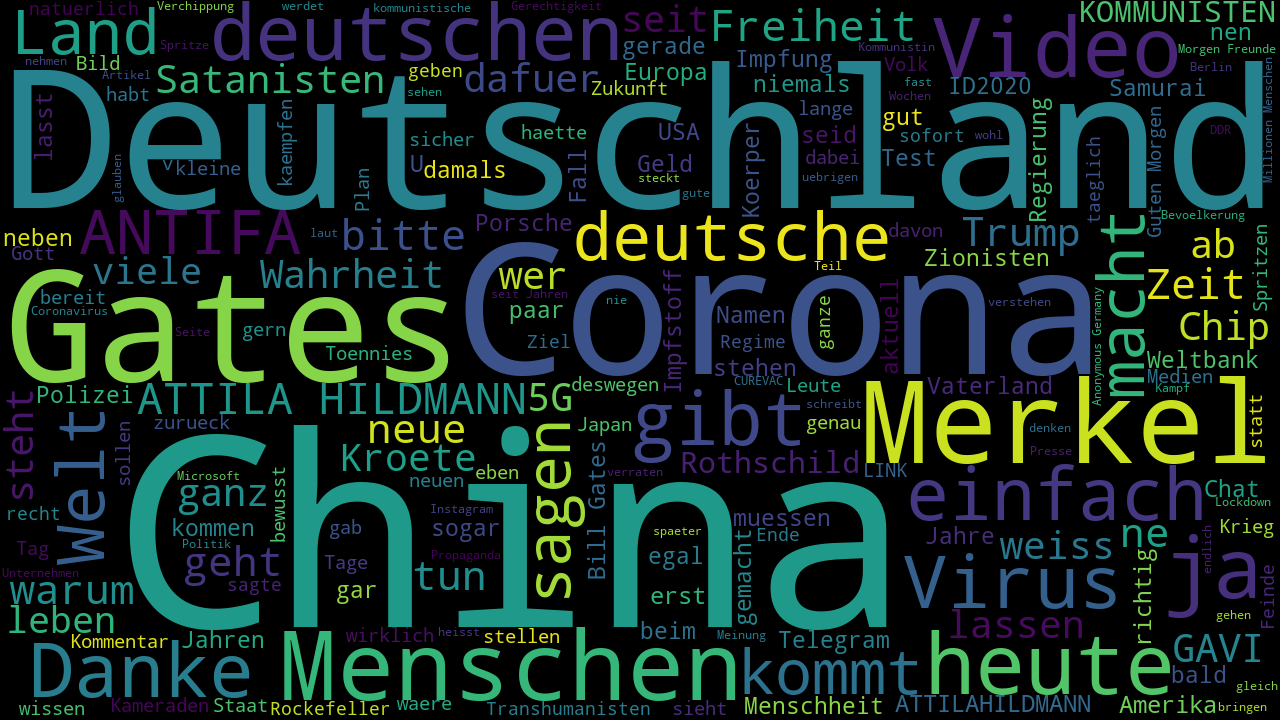 natuerlich
Verchippung
werdet
kommunistische
Gerechtigkeit
KOMMUNISTEN
Land
deutschen
seit
Freiheit
Video
nen
Spritze
gerade
Kommunistin
Morgen Freunde
nehmen
Bild
Artikel
Satanisten
geben
dafuer
Europa
Impfung
Volk
Berlin
habt
sehen
Zukunft
niemals
ID2020
fast
Samurai
Wochen
Deutschland
lasst
kaempfen
sicher
haette
USA
lange
gut
seid
sofort
wohl
DDR
Millionen Menschen
glauben
v
kleine
U
damals
Fall
Geld
steckt
Koerper
dabei
Test
Regierung
taeglich
Guten Morgen
Plan
gute
uebrigen
ANTIFA
neben
Gott
laut
bitte
Porsche
deutsche
davon
Trump
Bevoelkerung
ab
viele
Wahrheit
wer
Teil
Zionisten
macht
Spritzen
Gates
bereit
Coronavirus
seit Jahren
paar
nie
Corona
Impfstoff
Namen
ganze
aktuell
verstehen
Zeit
Seite
gern
Toennies
Ziel
Regime
Anonymous Germany
Chip
stehen
Weltbank
Polizei
ATTILA HILDMANN
5G
deswegen
CUREVAC
Leute
Merkel
Vaterland
Medien
Kampf
steht
Welt
zurueck
neue
Japan
gibt
schreibt
genau
denken
statt
sollen
Kroete
sagen
Bill Gates
verraten
Rothschild
LINK
Presse
Microsoft
eben
neuen
China
ganz
bewusst
einfach
Chat
Lockdown
recht
kommen
gab
Instagram
sogar
spaeter
muessen
Ende
Jahre
weiss
ne
Krieg
Tag
Politik
geht
Tage
Propaganda
egal
gemacht
Virus
richtig
endlich
ja
Unternehmen
warum
sagte
gar
tun
erst
Feinde
leben
gehen
Kommentar
Jahren
wirklich
heisst
stellen
beim
Meinung
Telegram
lassen
GAVI
Danke
Menschen
kommt
heute
bald
gleich
wissen
Kameraden
Staat
Rockefeller
waere
Transhumanisten
sieht
Menschheit
ATTILAHILDMANN
Amerika
bringen